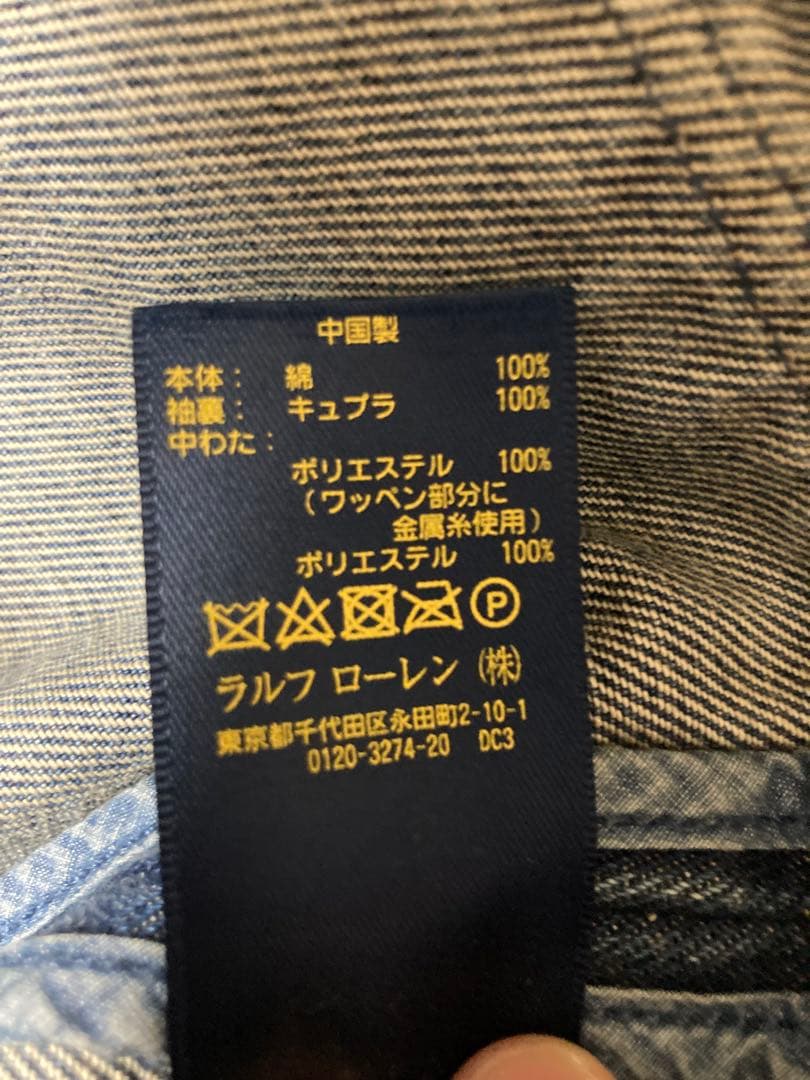 中国製
本体: 綿 100%
袖裏: キュプラ 100%
中わた:
ポリエステル 100%
(ワッペン部分に
金属糸使用)
ポリエステル 100%
P
ラルフ ローレン (株)
東京都千代田区永田町2-10-1
0120-3274-20 DC3